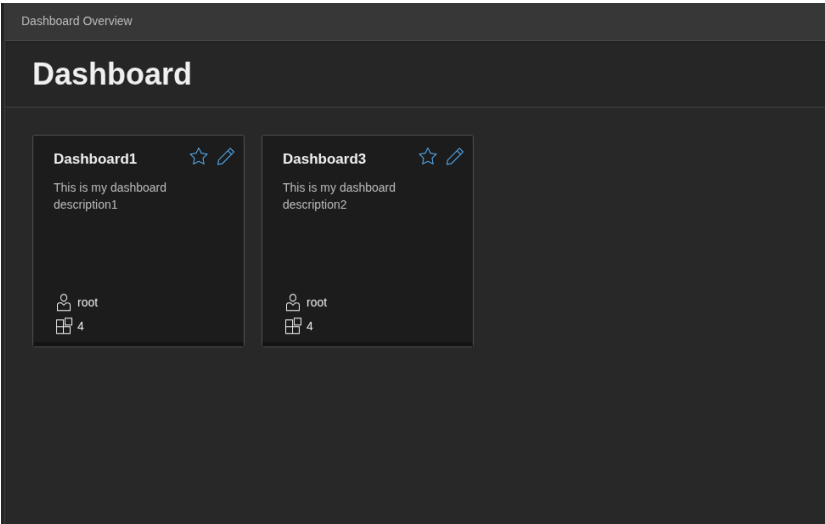 Dashboard Overview
Dashboard
Dashboard1
This is my dashboard
description1
root
4
Dashboard3
This is my dashboard
description2
root
4